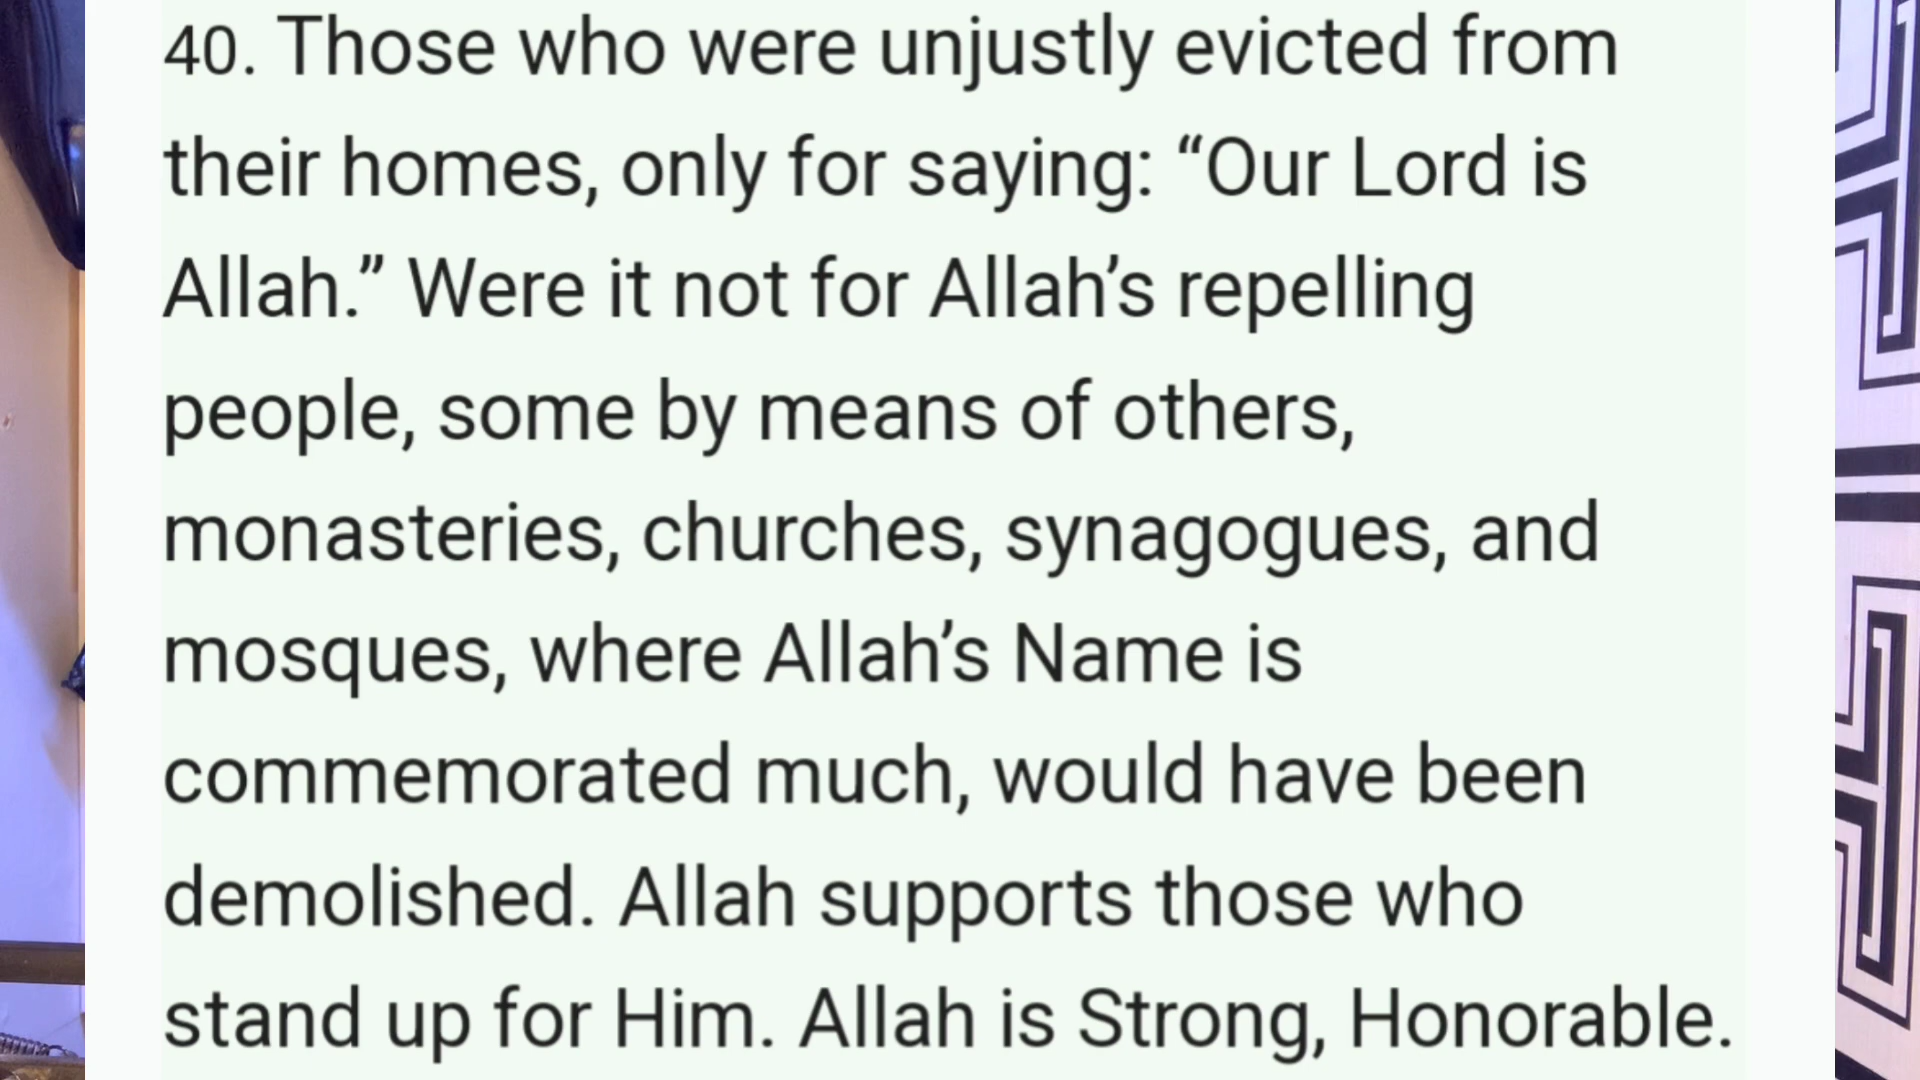 40. Those who were unjustly evicted from
their homes, only for saying: “Our Lord is
Allah.” Were it not for Allah’s repelling
people, some by means of others,
monasteries, churches, synagogues, and
mosques, where Allah’s Name is
commemorated much, would have been
demolished. Allah supports those who
stand up for Him. Allah is Strong, Honorable.